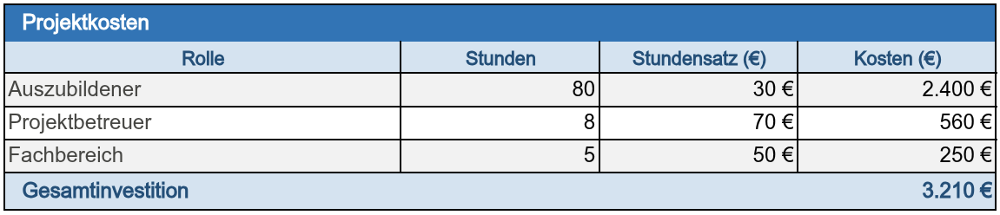 Projektkosten
Rolle Stunden Stundensatz (€) Kosten (€)
Auszubildener 80 30 € 2.400 €
Projektbetreuer 8 70 € 560 €
Fachbereich 5 50 € 250 €
Gesamtinvestition 3.210 €